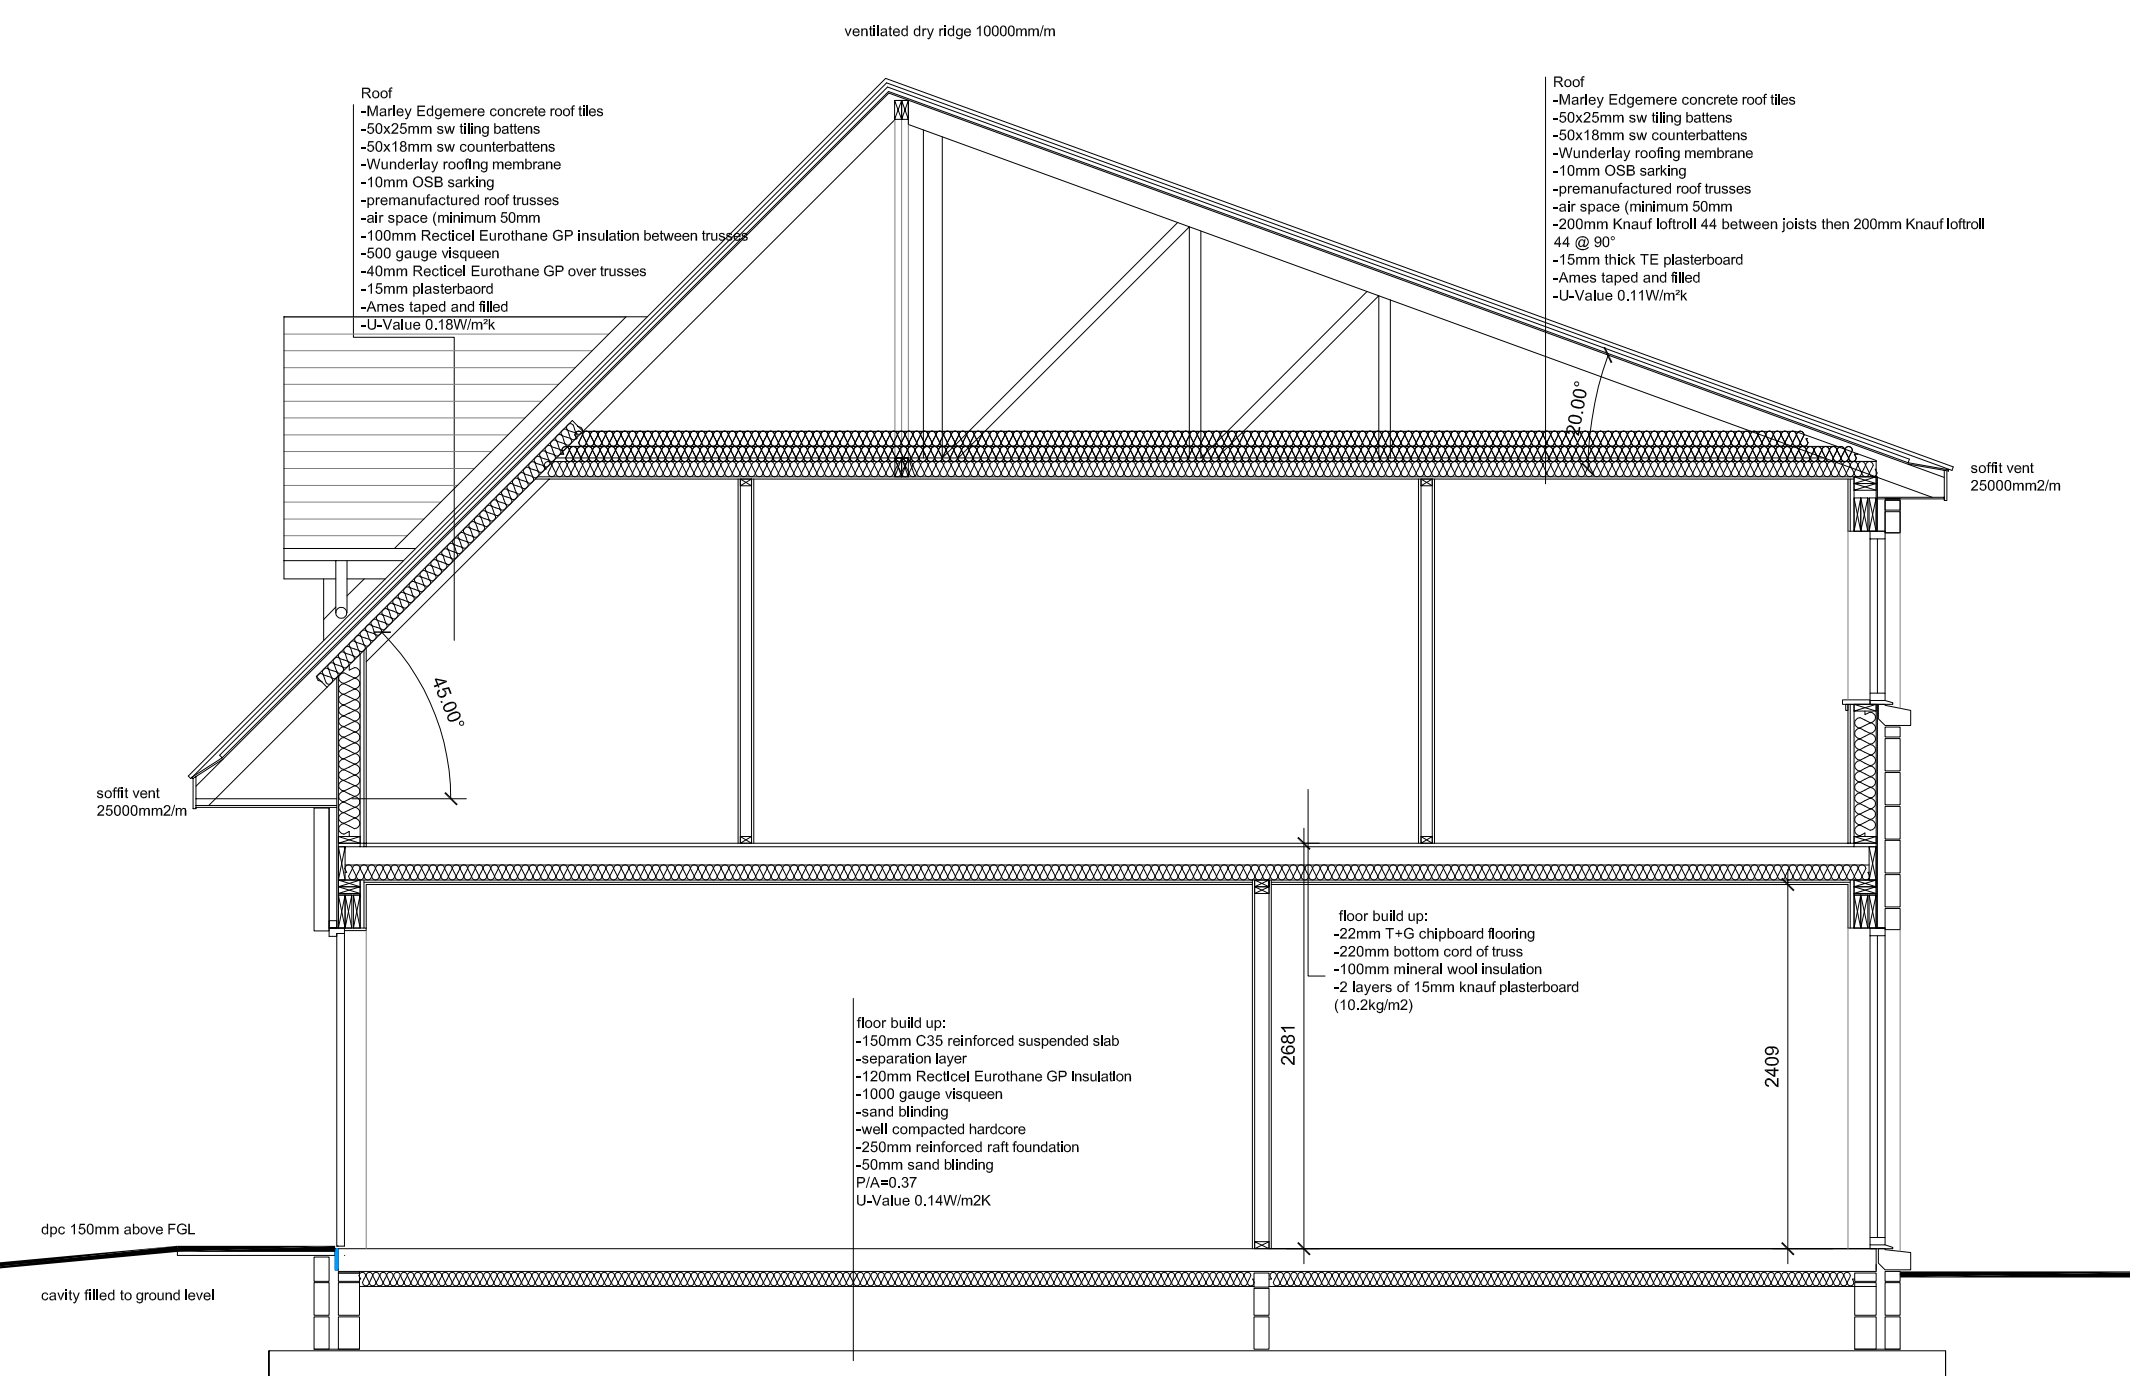 ventilated dry ridge 10000mm/m
Roof
-Marley Edgemere concrete roof tiles
-50x25mm sw tiling battens
-50x18mm sw counterbattens
-Wunderlay roofing membrane
-10mm OSB sarking
-premanufactured roof trusses
-air space (minimum 50mm
-100mm Recticel Eurothane GP insulation between trusses
-500 gauge visqueen
-40mm Recticel Eurothane GP over trusses
-15mm plasterbaord
-Ames taped and filled
-U-Value 0.18W/m²k
Roof
-Marley Edgemere concrete roof tiles
-50x25mm sw tiling battens
-50x18mm sw counterbattens
-Wunderlay roofing membrane
-10mm OSB sarking
-premanufactured roof trusses
-air space (minimum 50mm
-200mm Knauf loftroll 44 between joists then 200mm Knauf loftroll
44 @ 90°
-15mm thick TE plasterboard
-Ames taped and filled
-U-Value 0.11W/m²k
20.00°
soffit vent
25000mm2/m
45.00°
soffit vent
25000mm2/m
floor build up:
-22mm T+G chipboard flooring
-220mm bottom cord of truss
-100mm mineral wool insulation
-2 layers of 15mm knauf plasterboard
(10.2kg/m2)
floor build up:
-150mm C35 reinforced suspended slab
-separation layer
-120mm Recticel Eurothane GP Insulation
-1000 gauge visqueen
-sand blinding
-well compacted hardcore
-250mm reinforced raft foundation
-50mm sand blinding
P/A=0.37
U-Value 0.14W/m2K
2681
2409
dpc 150mm above FGL
cavity filled to ground level